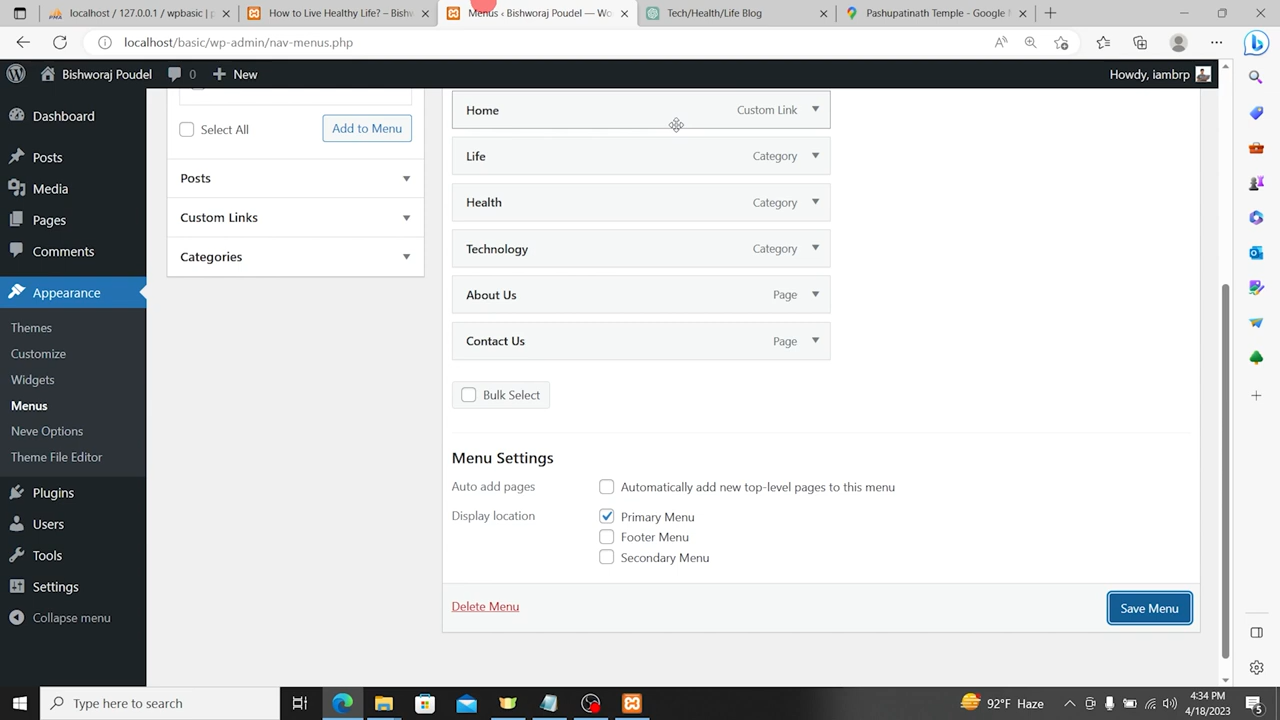 localhost / 127.0.0.1 / wpbasic | p
How to Live Healthy Life? – Bishw
Menus ‹ Bishworaj Poudel — Wo
Tech/Health/Life Blog
Pashupatinath Temple - Google M
localhost/basic/wp-admin/nav-menus.php
Bishworaj Poudel
0
New
Howdy, iambrp
Dashboard
Posts
Media
Pages
Comments
Appearance
Themes
Customize
Widgets
Menus
Neve Options
Theme File Editor
Plugins
Users
Tools
Settings
Collapse menu
Select All
Add to Menu
Posts
Custom Links
Categories
Home Custom Link
Life Category
Health Category
Technology Category
About Us Page
Contact Us Page
Bulk Select
Menu Settings
Auto add pages
Automatically add new top-level pages to this menu
Display location
Primary Menu
Footer Menu
Secondary Menu
Delete Menu
Save Menu
Type here to search
92°F Haze
4:34 PM
4/18/2023
5